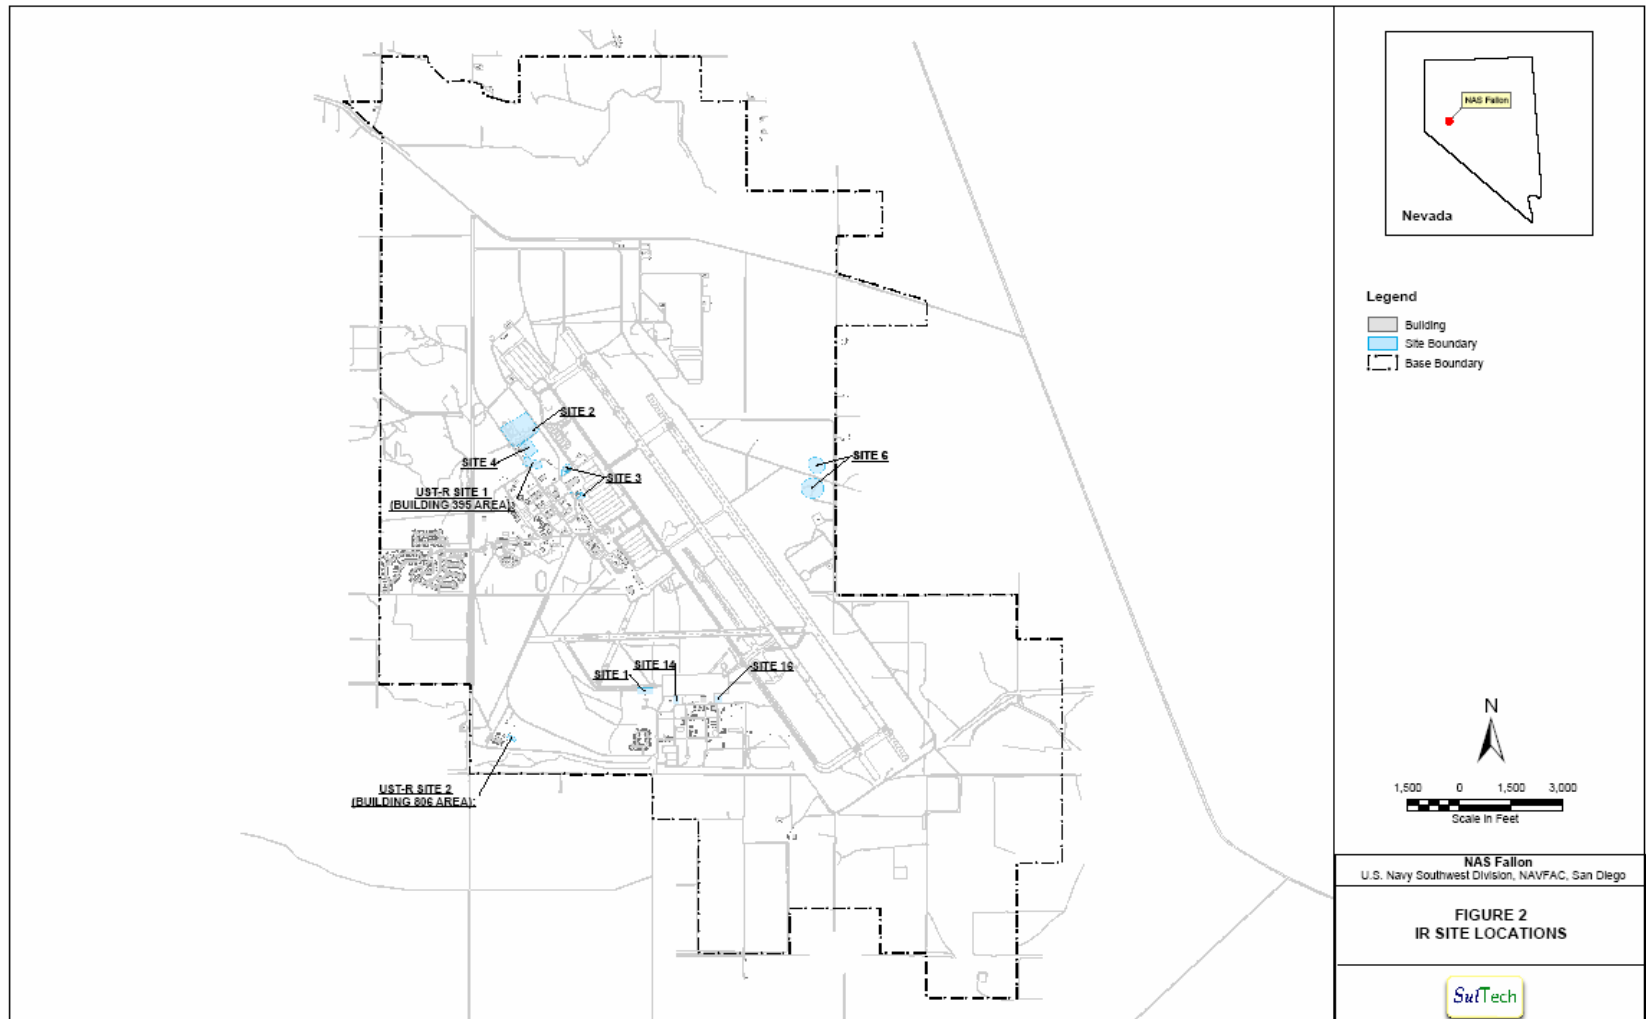 SITE 2
SITE 4
SITE 3
SITE 6
UST-R SITE 1
(BUILDING 395 AREA):
SITE 1
SITE 14
SITE 16
UST-R SITE 2
(BUILDING 806 AREA):
NAS Fallon
Nevada
Legend
Building
Site Boundary
Base Boundary
N
1,500 0 1,500 3,000
Scale in Feet
NAS Fallon
U.S. Navy Southwest Division, NAVFAC, San Diego
FIGURE 2
IR SITE LOCATIONS
SulTech